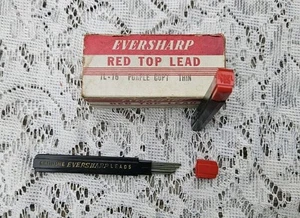 EVERSHARP
RED TOP LEAD
PURPLE COPY THIN
EVERSHARP LEADS